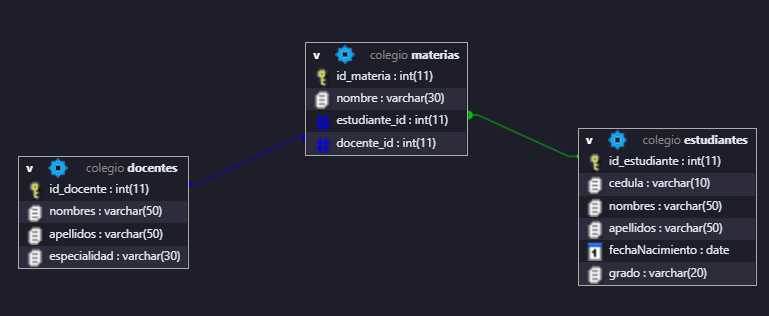 v colegio materias
id_materia : int(11)
nombre : varchar(30)
# estudiante_id : int(11)
# docente_id : int(11)
v colegio docentes
id_docente : int(11)
nombres : varchar(50)
apellidos : varchar(50)
especialidad : varchar(30)
v colegio estudiantes
id_estudiante : int(11)
cedula : varchar(10)
nombres : varchar(50)
apellidos : varchar(50)
1 fechaNacimiento : date
grado : varchar(20)